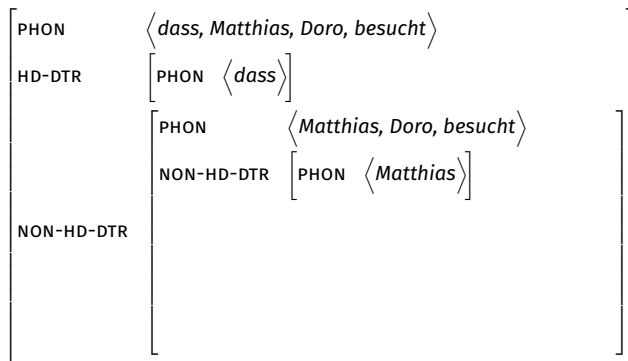 PHON ⟨dass, Matthias, Doro, besucht⟩
HD-DTR [PHON ⟨dass⟩]
PHON ⟨Matthias, Doro, besucht⟩
NON-HD-DTR [PHON ⟨Matthias⟩]
NON-HD-DTR